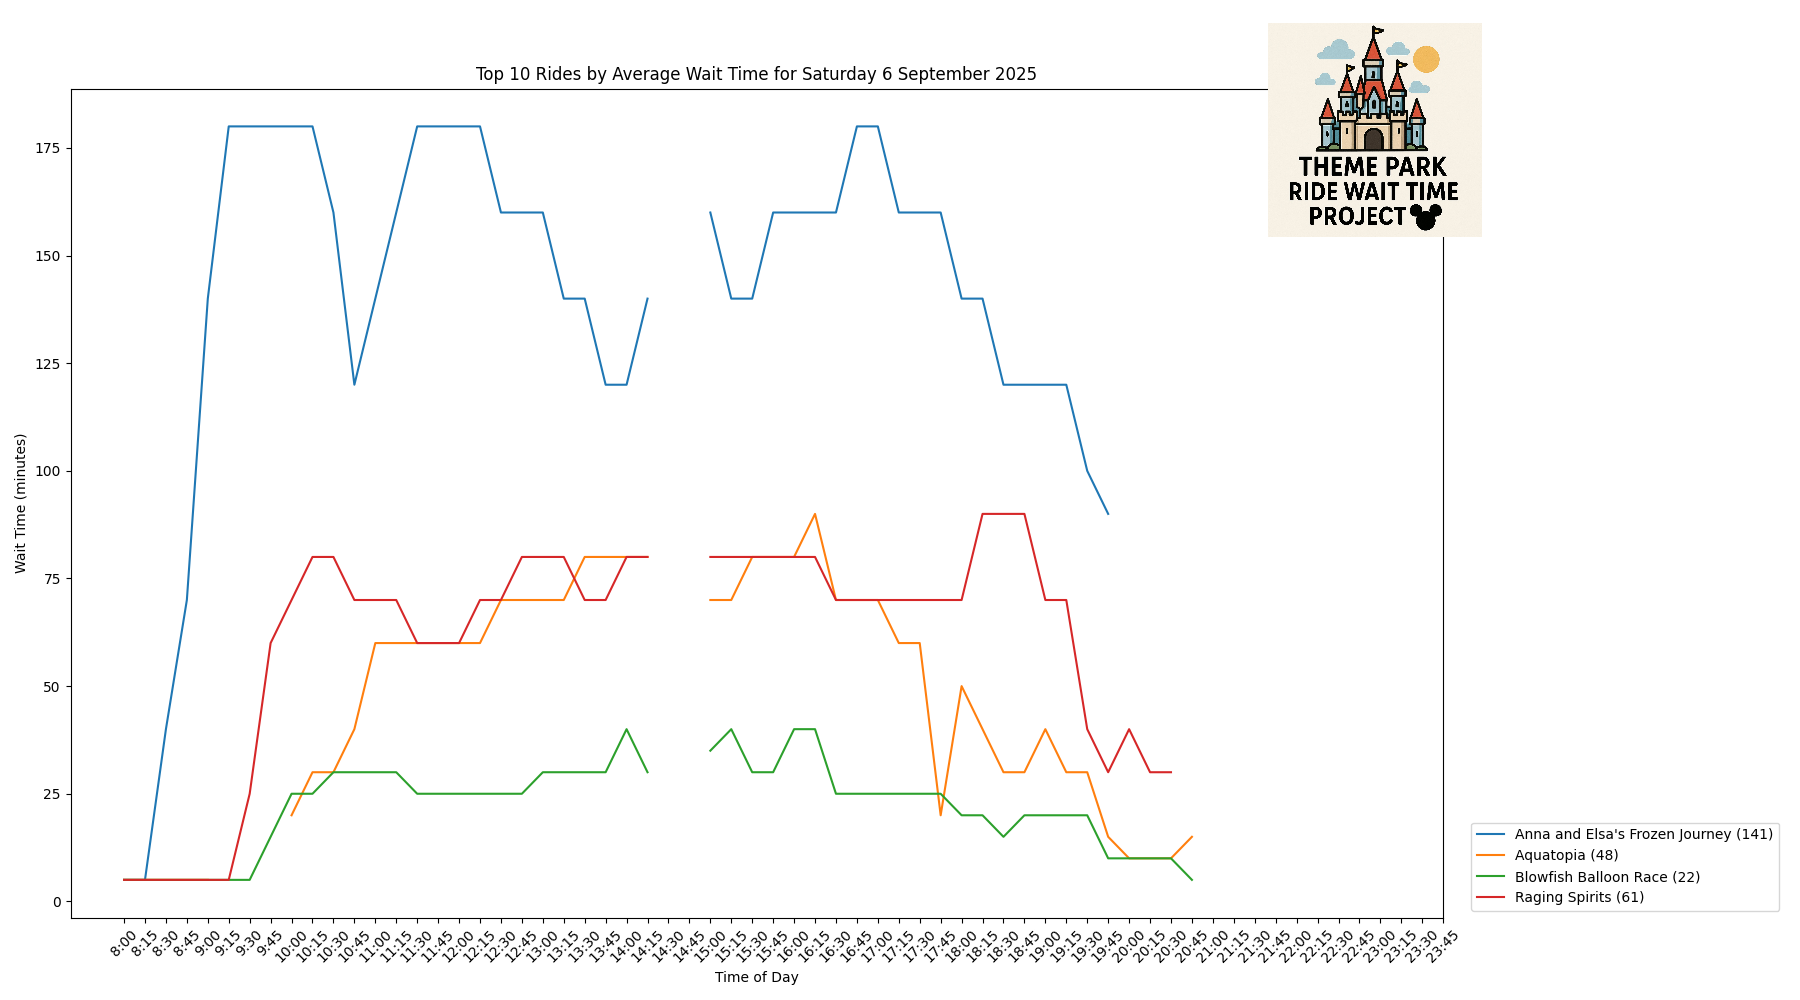 Top 10 Rides by Average Wait Time for Saturday 6 September 2025
THEME PARK
RIDE WAIT TIME
PROJECT
Wait Time (minutes)
175
150
125
100
75
50
25
0
8:00 8:15 8:30 8:45 9:00 9:15 9:30 9:45 10:00 10:15 10:30 10:45 11:00 11:15 11:30 11:45 12:00 12:15 12:30 12:45 13:00 13:15 13:30 13:45 14:00 14:15 14:30 14:45 15:00 15:15 15:30 15:45 16:00 16:15 16:30 16:45 17:00 17:15 17:30 17:45 18:00 18:15 18:30 18:45 19:00 19:15 19:30 19:45 20:00 20:15 20:30 20:45 21:00 21:15 21:30 21:45 22:00 22:15 22:30 22:45 23:00 23:15 23:30 23:45
Time of Day
Anna and Elsa's Frozen Journey (141)
Aquatopia (48)
Blowfish Balloon Race (22)
Raging Spirits (61)